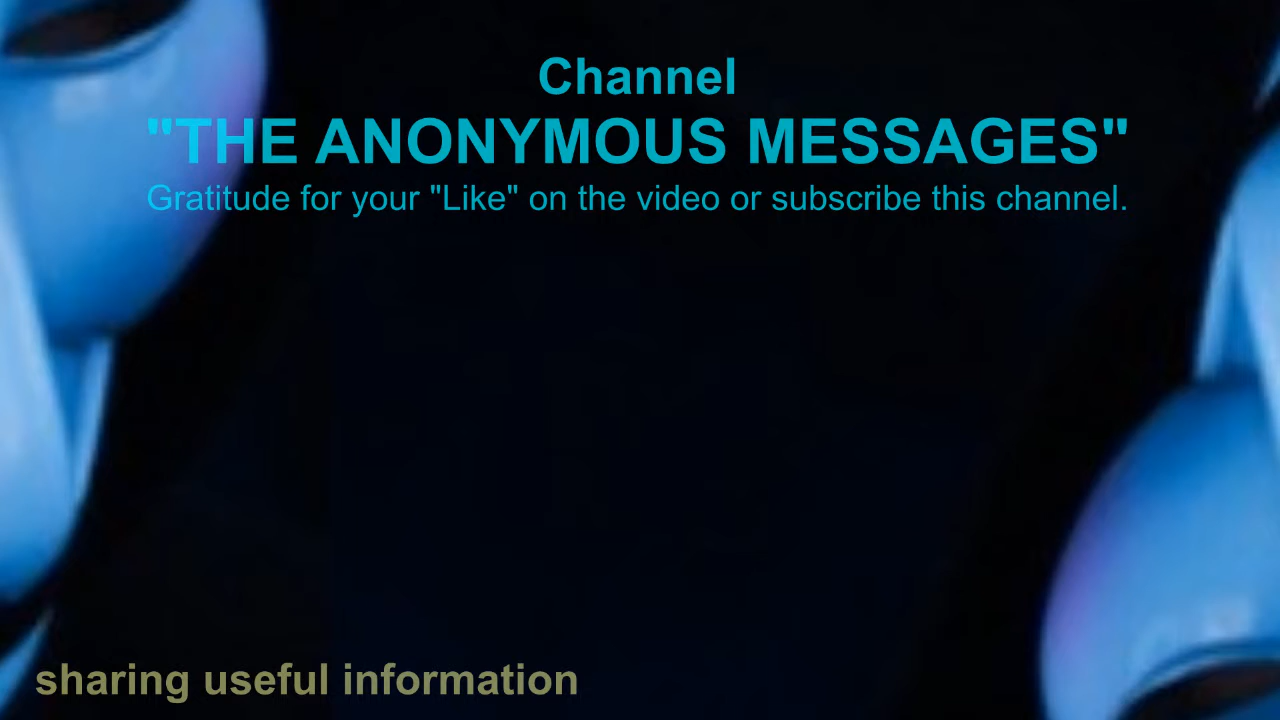 Channel
"THE ANONYMOUS MESSAGES"
Gratitude for your "Like" on the video or subscribe this channel.
sharing useful information